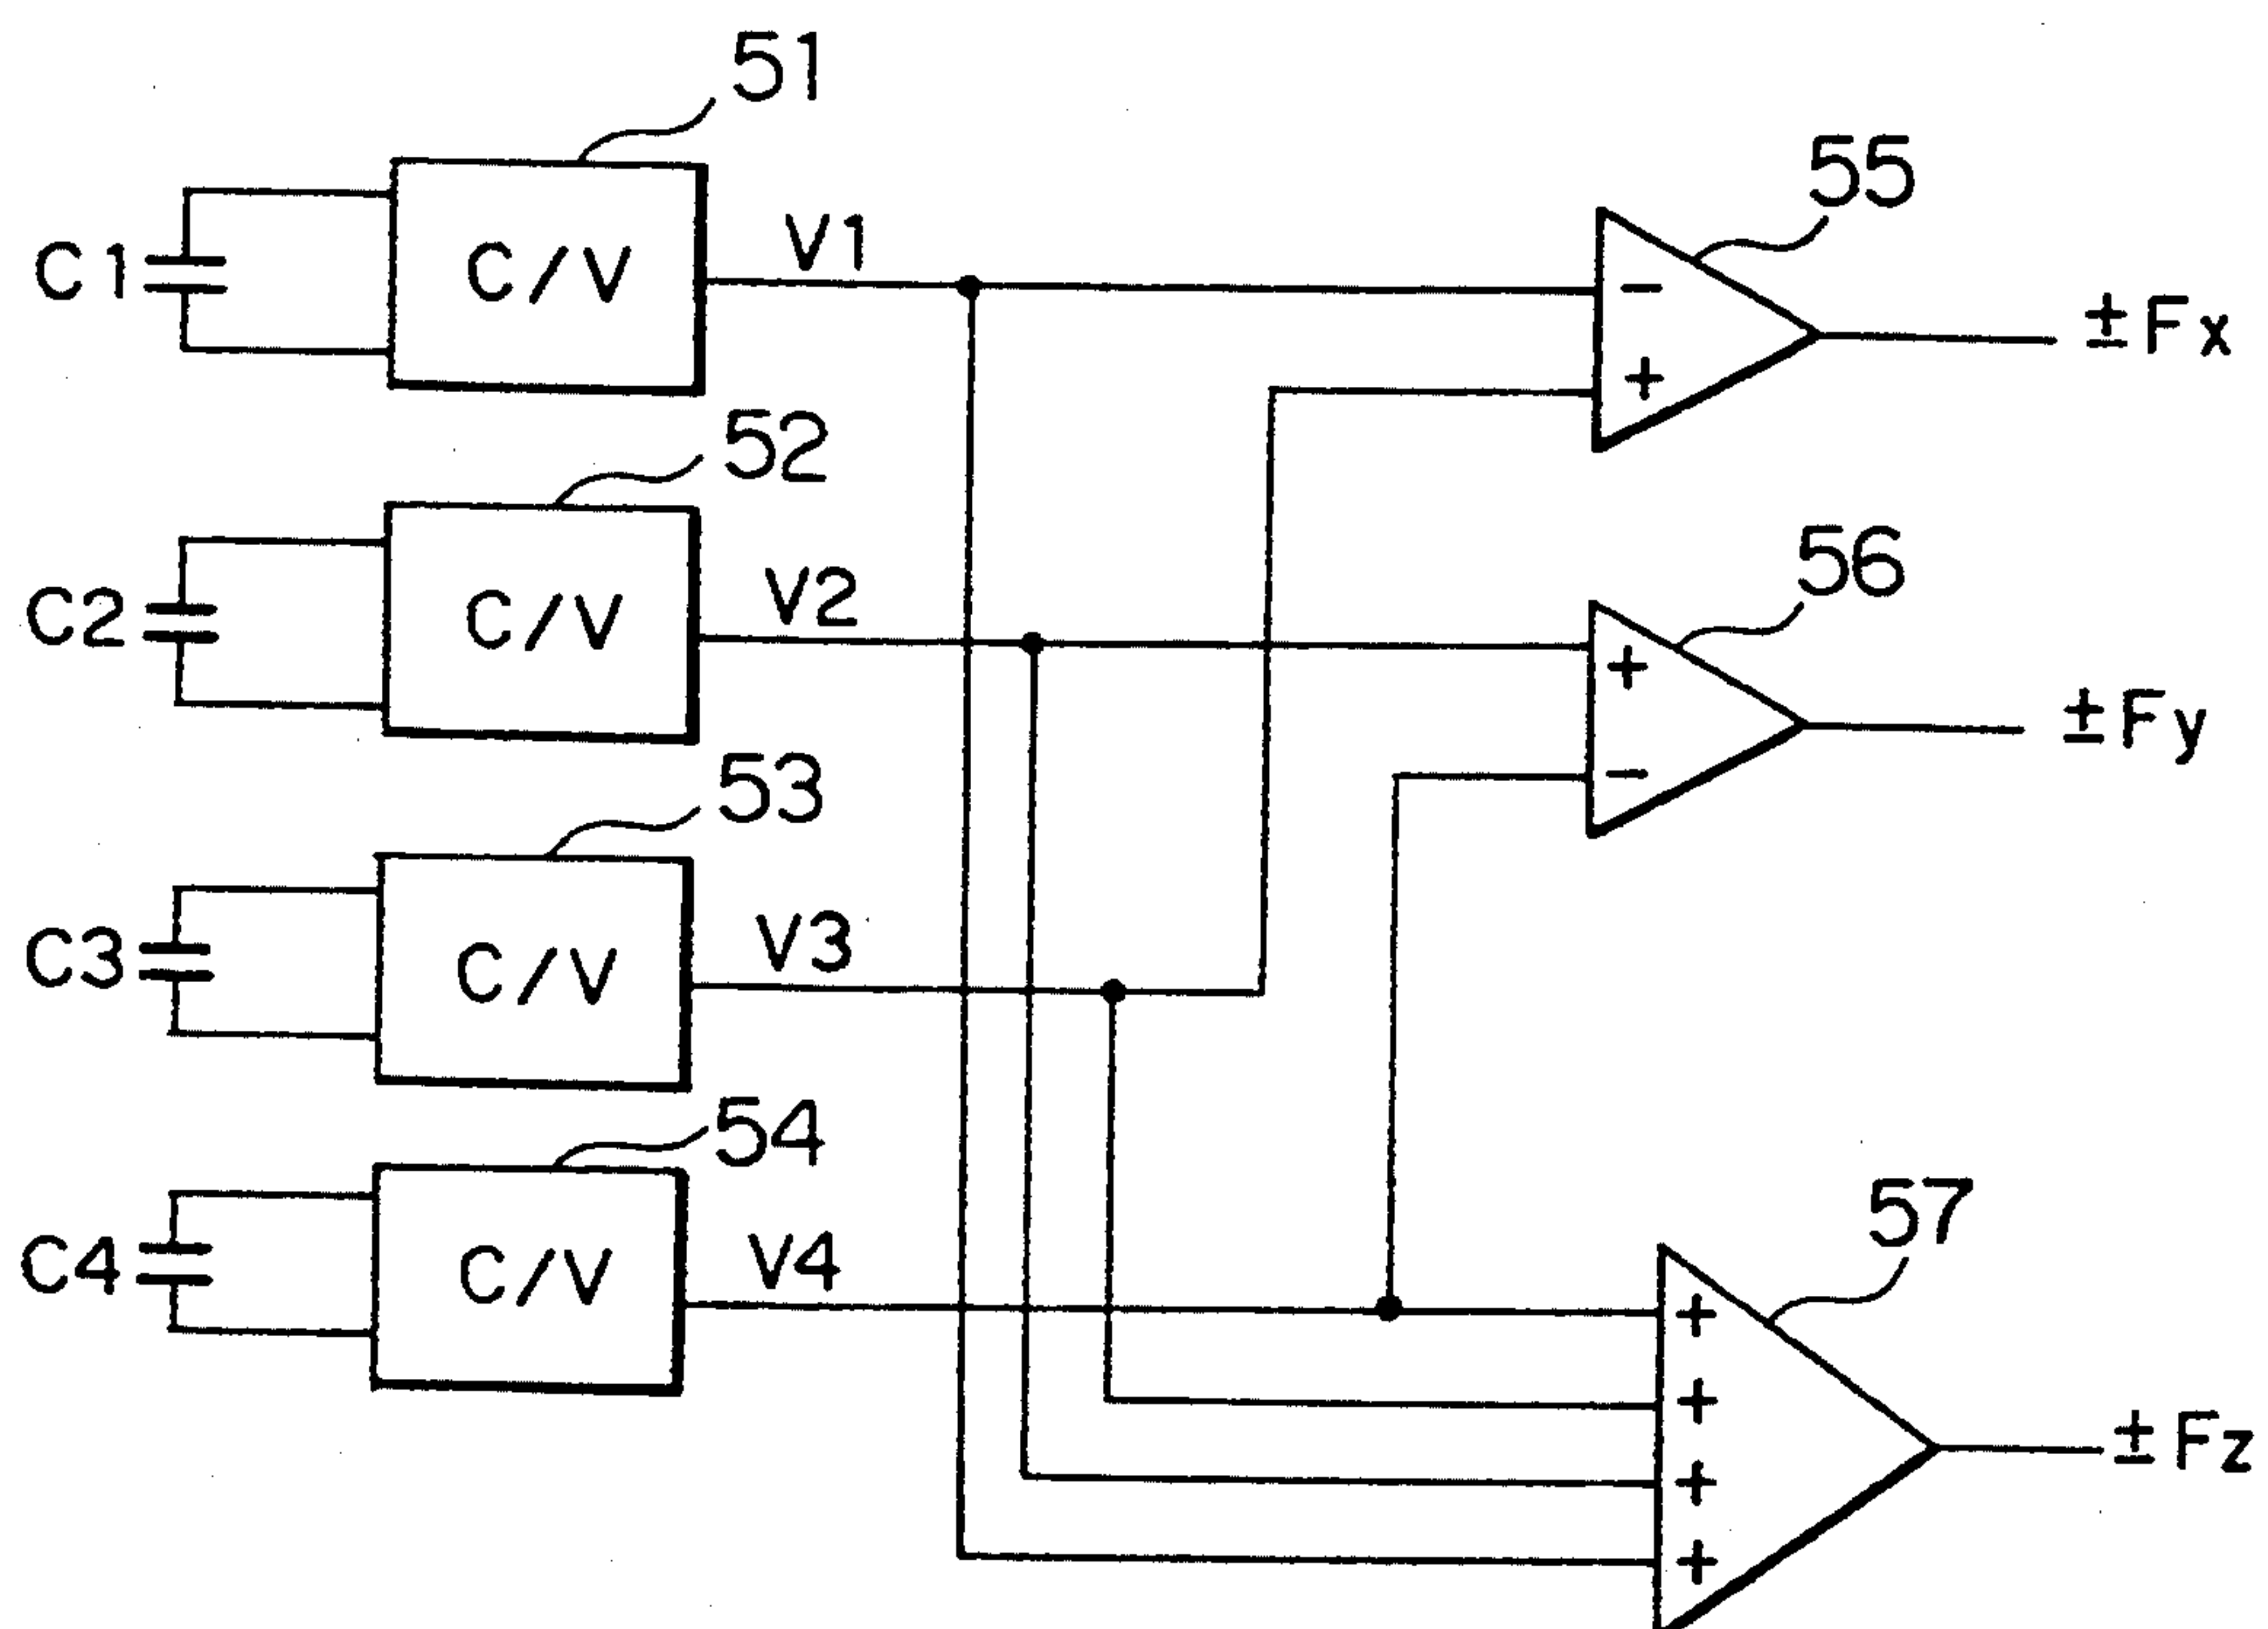 51
C1
C/V
V1
55
−
+
±Fx
52
C2
C/V
V2
56
+
−
±Fy
53
C3
C/V
V3
54
C4
C/V
V4
57
+
+
+
+
±Fz